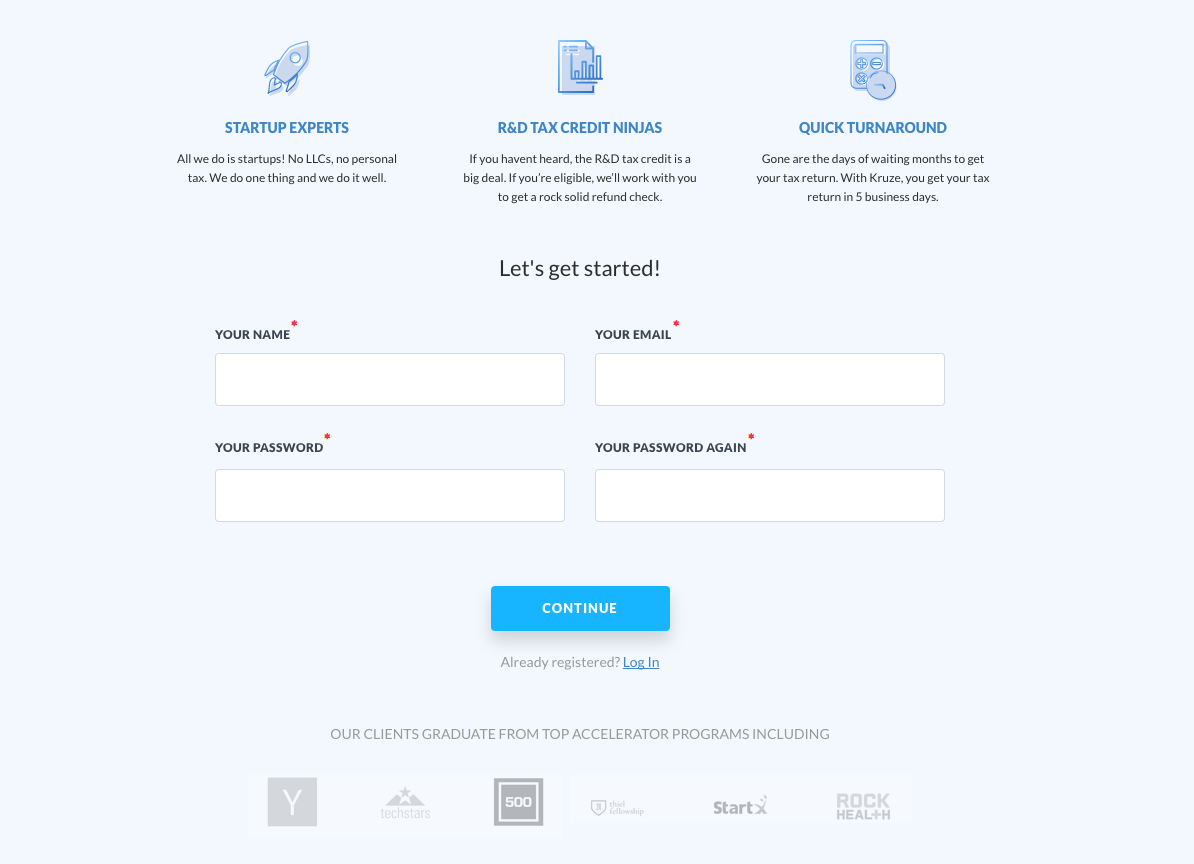 STARTUP EXPERTS
All we do is startups! No LLCs, no personal
tax. We do one thing and we do it well.
R&D TAX CREDIT NINJAS
If you havent heard, the R&D tax credit is a
big deal. If you’re eligible, we’ll work with you
to get a rock solid refund check.
QUICK TURNAROUND
Gone are the days of waiting months to get
your tax return. With Kruze, you get your tax
return in 5 business days.
Let's get started!
YOUR NAME*
YOUR EMAIL*
YOUR PASSWORD*
YOUR PASSWORD AGAIN*
CONTINUE
Already registered? Log In
OUR CLIENTS GRADUATE FROM TOP ACCELERATOR PROGRAMS INCLUDING
Y
techstars
500
thiel
fellowship
StartX
ROCK
HEALTH